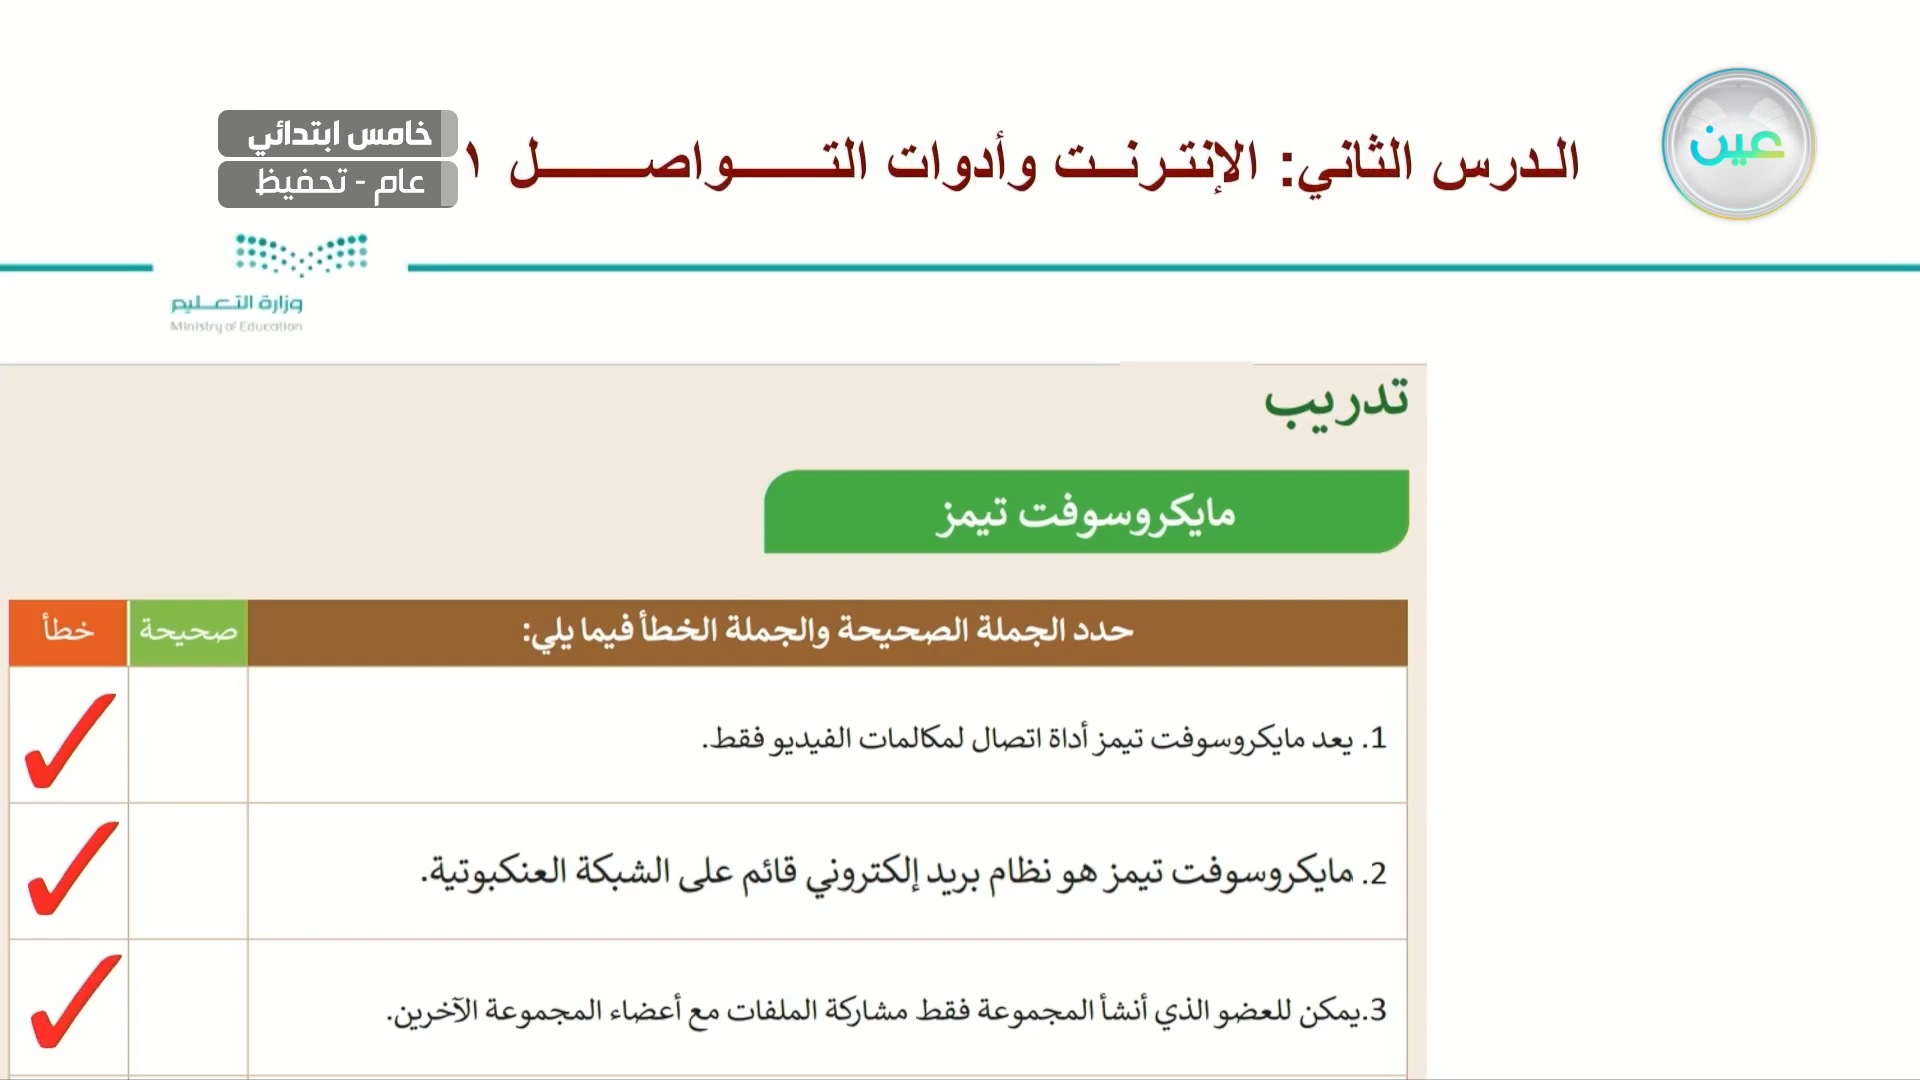 عين
الدرس الثاني: الإنترنت وأدوات التواصل ١
خامس ابتدائي
عام - تحفيظ
وزارة التعليم
Ministry of Education
تدريب
مايكروسوفت تيمز
حدد الجملة الصحيحة والجملة الخطأ فيما يلي: صحيحة خطأ
1. يعد مايكروسوفت تيمز أداة اتصال لمكالمات الفيديو فقط.
2. مايكروسوفت تيمز هو نظام بريد إلكتروني قائم على الشبكة العنكبوتية.
3.يمكن للعضو الذي أنشأ المجموعة فقط مشاركة الملفات مع أعضاء المجموعة الآخرين.